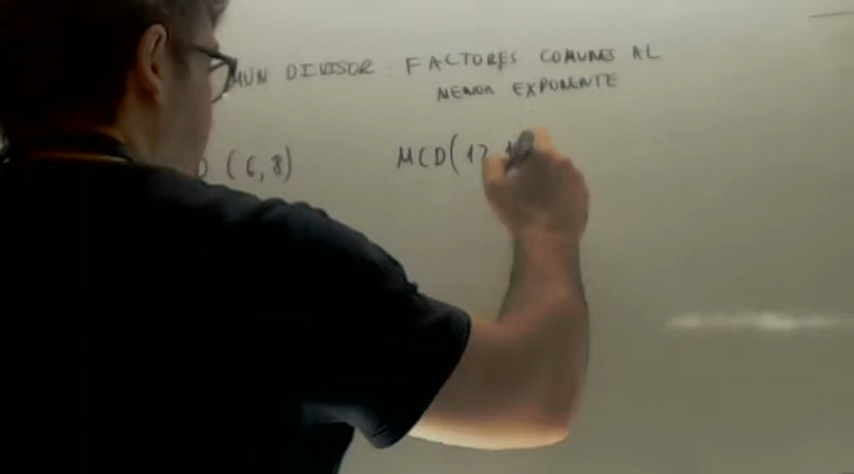 MÚN DIVISOR: FACTORES COMUNES AL
MENOR EXPONENTE
(6,8) MCD(12